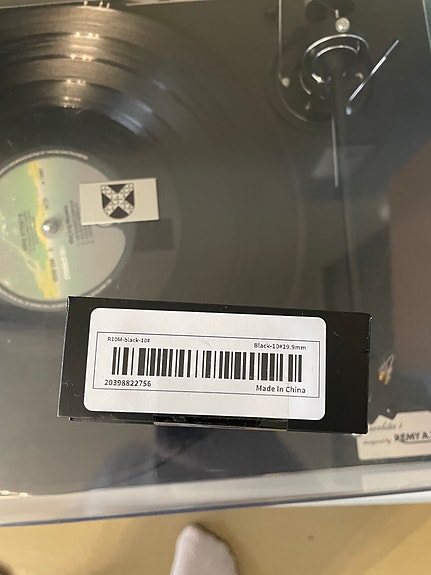 R10M-black-10#
Black-10#19.9mm
20398822756
Made In China
designed by REMY A.